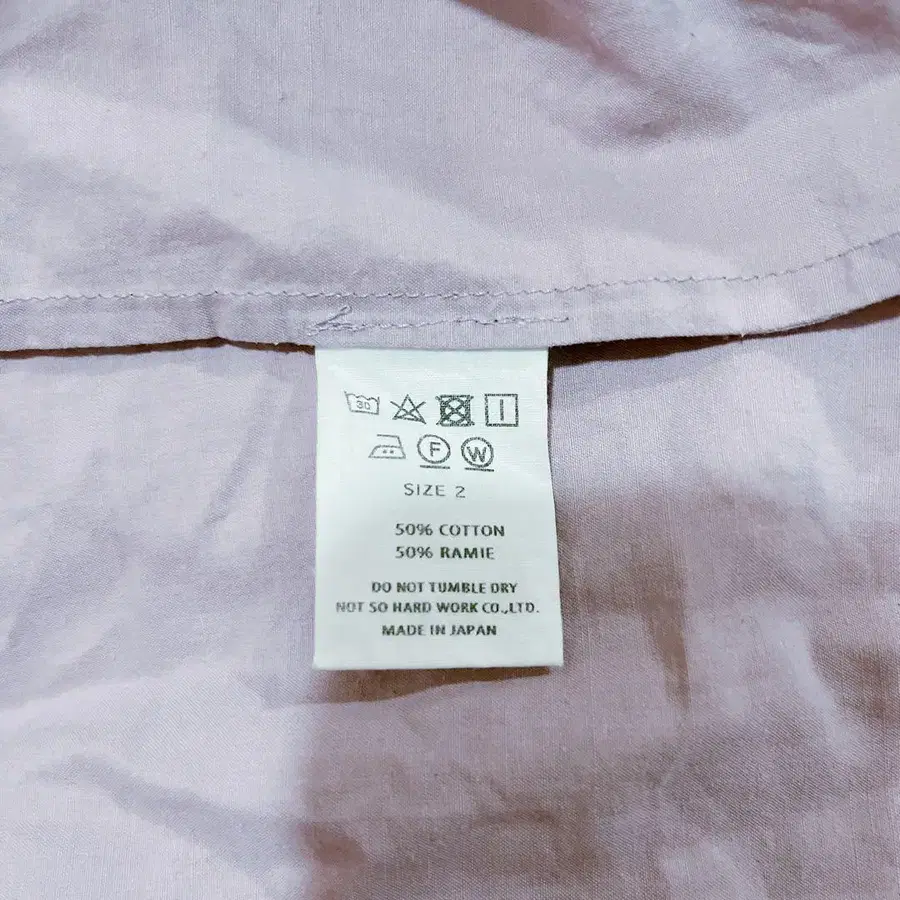 30
F W
SIZE 2
50% COTTON
50% RAMIE
DO NOT TUMBLE DRY
NOT SO HARD WORK CO.,LTD.
MADE IN JAPAN